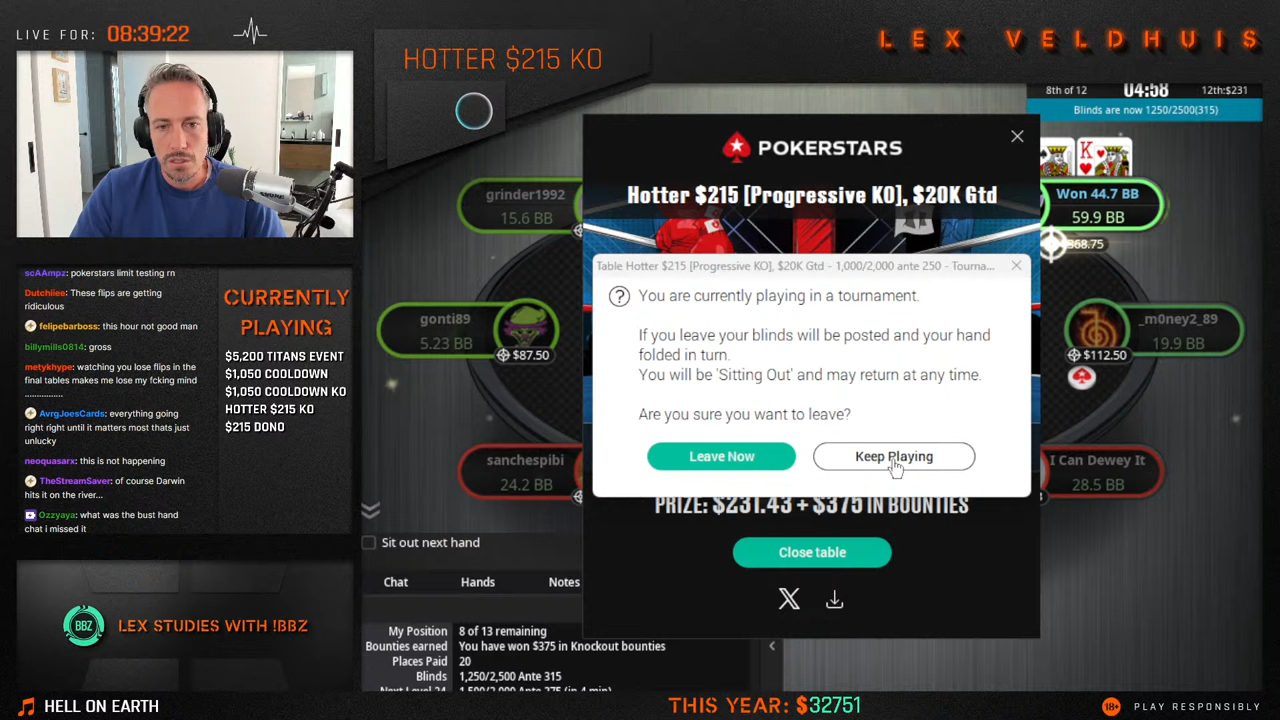 LIVE FOR: 08:39:22
HOTTER $215 KO
LEX VELDHUIS
8th of 12
04:58
12th:$231
Blinds are now 1250/2500(315)
POKERSTARS
Hotter $215 [Progressive KO], $20K Gtd
grinder1992
15.6 BB
K
Won 44.7 BB
59.9 BB
$68.75
Table Hotter $215 [Progressive KO], $20K Gtd - 1,000/2,000 ante 250 - Tourna...
You are currently playing in a tournament.
If you leave your blinds will be posted and your hand
folded in turn.
You will be 'Sitting Out' and may return at any time.
Are you sure you want to leave?
Leave Now
Keep Playing
gonti89
5.23 BB
$87.50
_m0ney2_89
19.9 BB
$112.50
sanchespibi
24.2 BB
I Can Dewey It
28.5 BB
PRIZE: $231.43 + $375 IN BOUNTIES
Close table
scAAmpz: pokerstars limit testing rn
Dutchiiee: These flips are getting
ridiculous
felipebarboss: this hour not good man
billymills0814: gross
metykhype: watching you lose flips in the
final tables makes me lose my fcking mind
................
AvrgJoesCards: everything going
right right until it matters most thats just
unlucky
neoquasarx: this is not happening
TheStreamSaver: of course Darwin
hits it on the river...
Ozzyaya: what was the bust hand
chat i missed it
CURRENTLY
PLAYING
$5,200 TITANS EVENT
$1,050 COOLDOWN
$1,050 COOLDOWN KO
HOTTER $215 KO
$215 DONO
Sit out next hand
Chat
Hands
Notes
My Position 8 of 13 remaining
Bounties earned You have won $375 in Knockout bounties
Places Paid 20
Blinds 1,250/2,500 Ante 315
BBZ
LEX STUDIES WITH !BBZ
HELL ON EARTH
THIS YEAR: $32751
18+
PLAY RESPONSIBLY